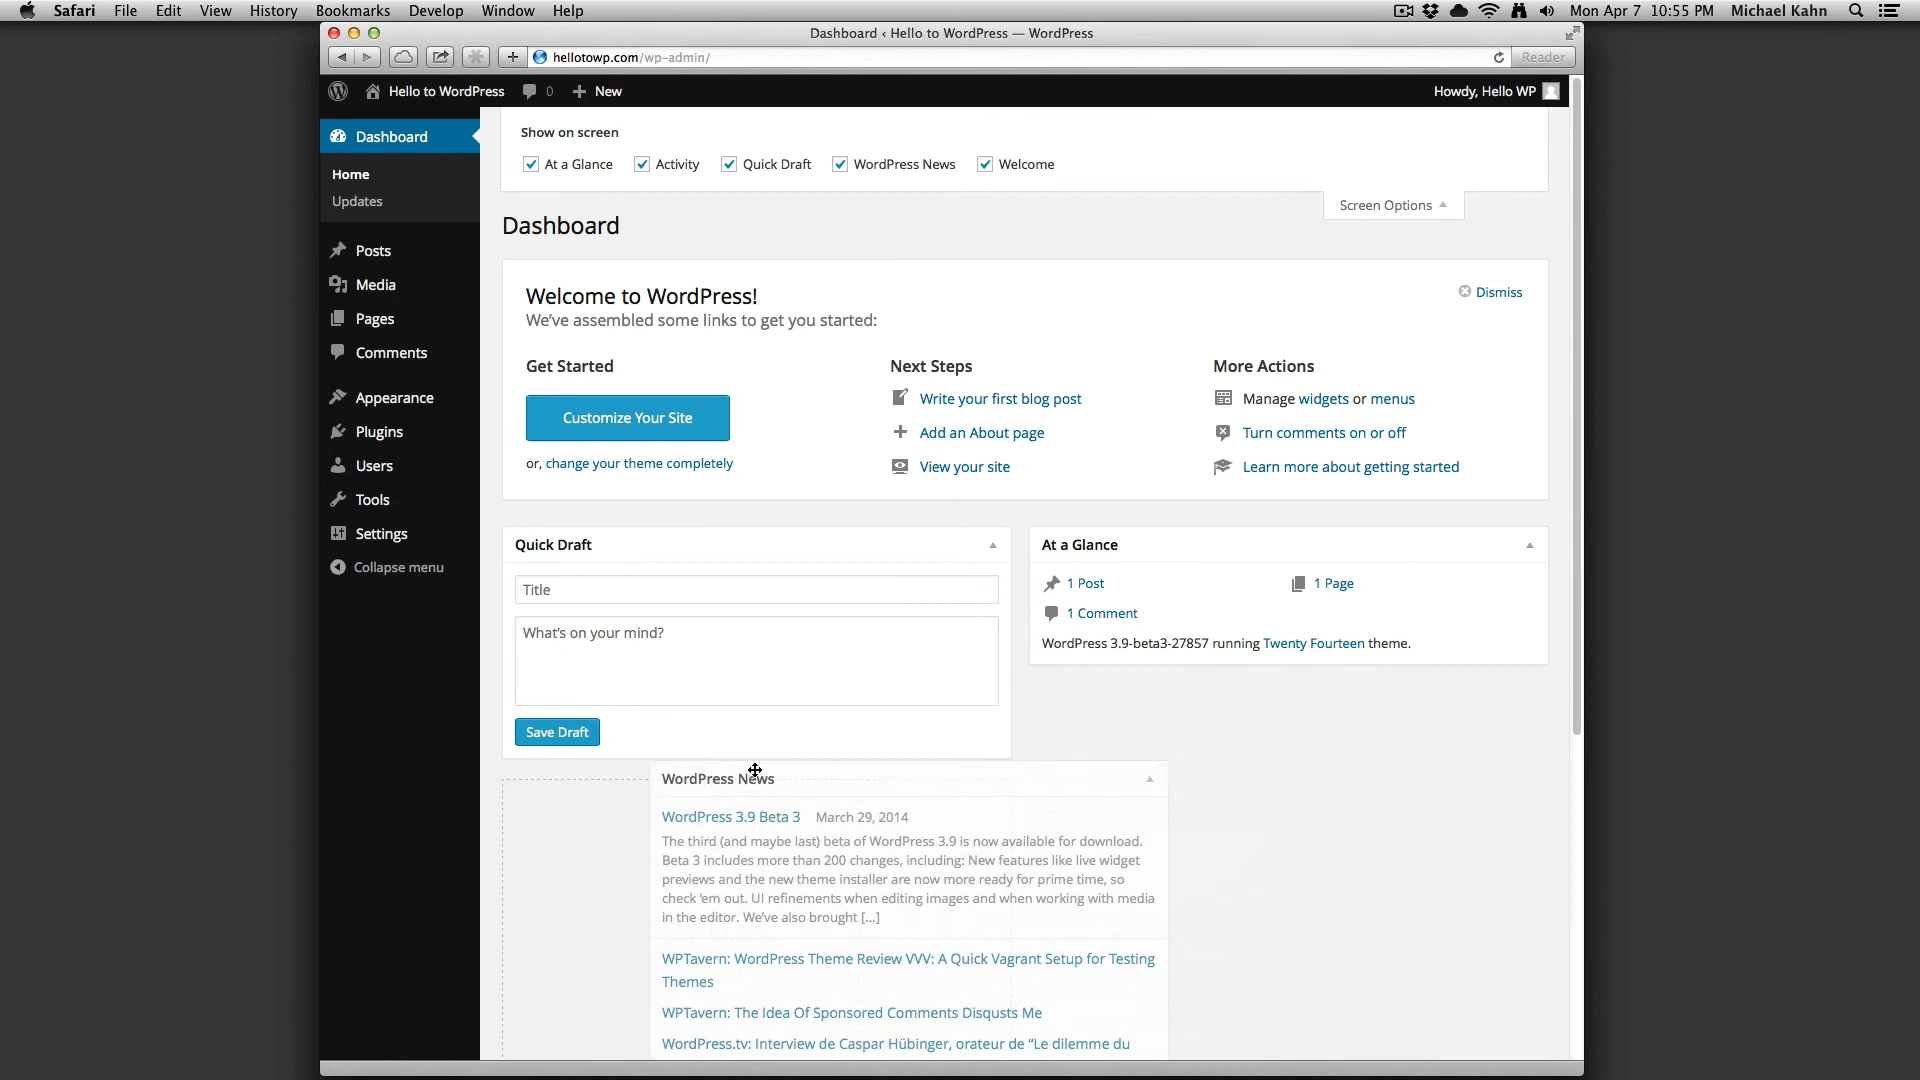 Safari File Edit View History Bookmarks Develop Window Help Mon Apr 7 10:55 PM Michael Kahn
Dashboard ‹ Hello to WordPress — WordPress
hellotowp.com/wp-admin/ Reader
Hello to WordPress 0 New Howdy, Hello WP
Dashboard
Home
Updates
Posts
Media
Pages
Comments
Appearance
Plugins
Users
Tools
Settings
Collapse menu
Show on screen
At a Glance Activity Quick Draft WordPress News Welcome
Screen Options
Dashboard
Welcome to WordPress!
Dismiss
We’ve assembled some links to get you started:
Get Started
Customize Your Site
or, change your theme completely
Next Steps
Write your first blog post
Add an About page
View your site
More Actions
Manage widgets or menus
Turn comments on or off
Learn more about getting started
Quick Draft
Title
What’s on your mind?
Save Draft
At a Glance
1 Post 1 Page
1 Comment
WordPress 3.9-beta3-27857 running Twenty Fourteen theme.
WordPress News
WordPress 3.9 Beta 3 March 29, 2014
The third (and maybe last) beta of WordPress 3.9 is now available for download.
Beta 3 includes more than 200 changes, including: New features like live widget
previews and the new theme installer are now more ready for prime time, so
check ‘em out. UI refinements when editing images and when working with media
in the editor. We’ve also brought […]
WPTavern: WordPress Theme Review VVV: A Quick Vagrant Setup for Testing
Themes
WPTavern: The Idea Of Sponsored Comments Disqusts Me
WordPress.tv: Interview de Caspar Hübinger, orateur de “Le dilemme du